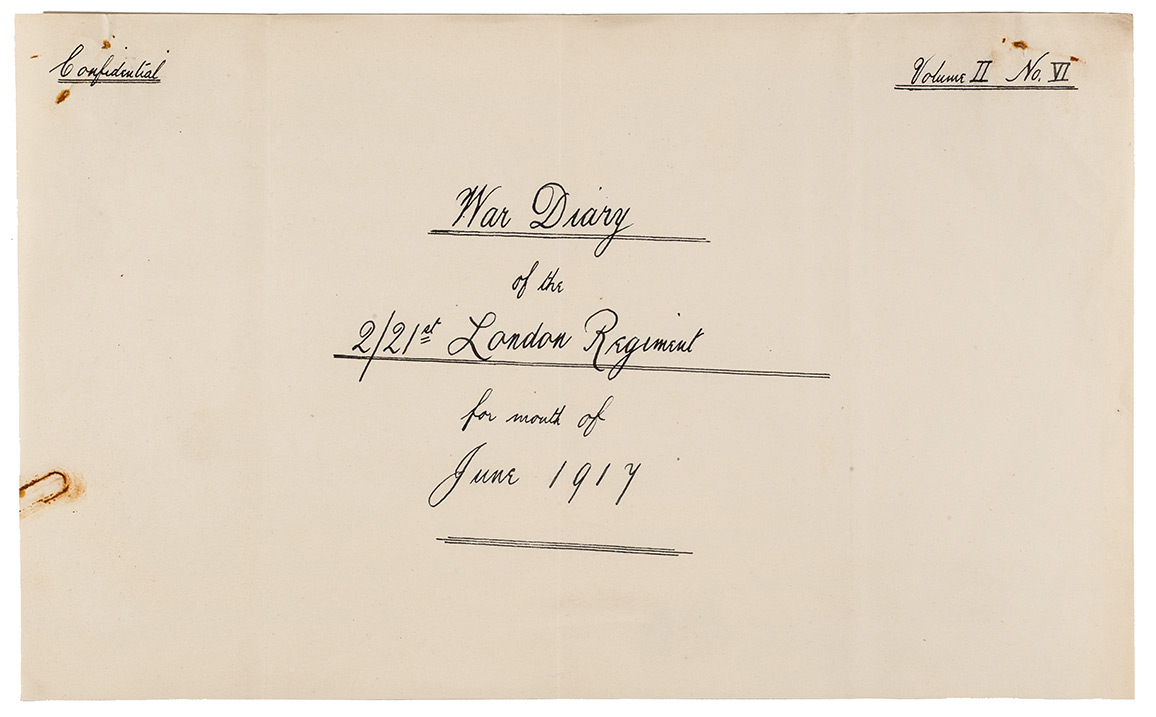 Confidential
Volume II No. VI
War Diary
of the
2/21st London Regiment
for month of
June 1917